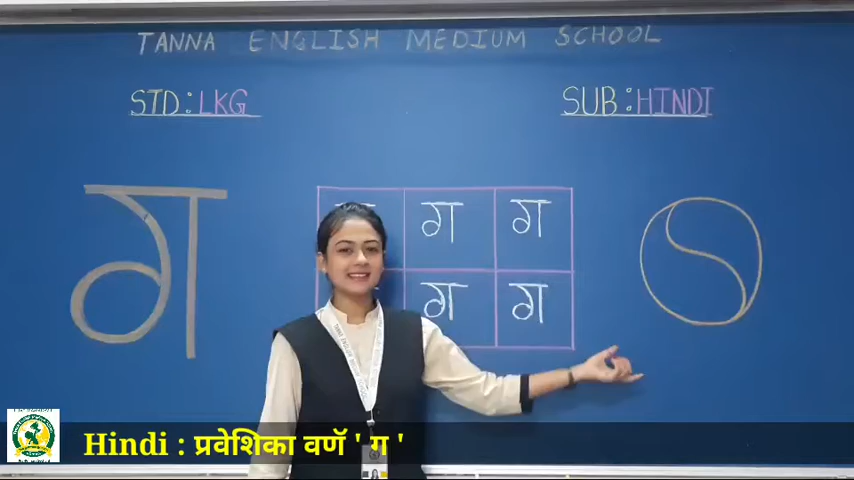 TANNA ENGLISH MEDIUM SCHOOL
STD:LKG
SUB:HINDI
ग
ग ग
ग ग
Hindi : प्रवेशिका वर्णॅ ' ग '